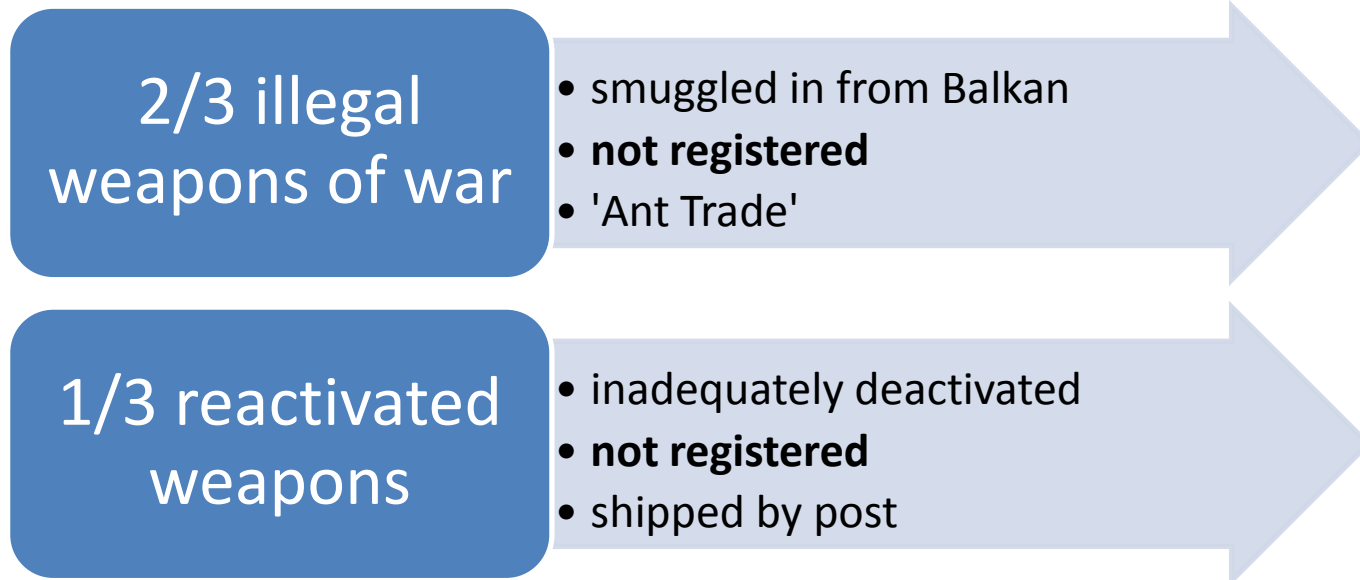 2/3 illegal
weapons of war
• smuggled in from Balkan
• not registered
• 'Ant Trade'
1/3 reactivated
weapons
• inadequately deactivated
• not registered
• shipped by post